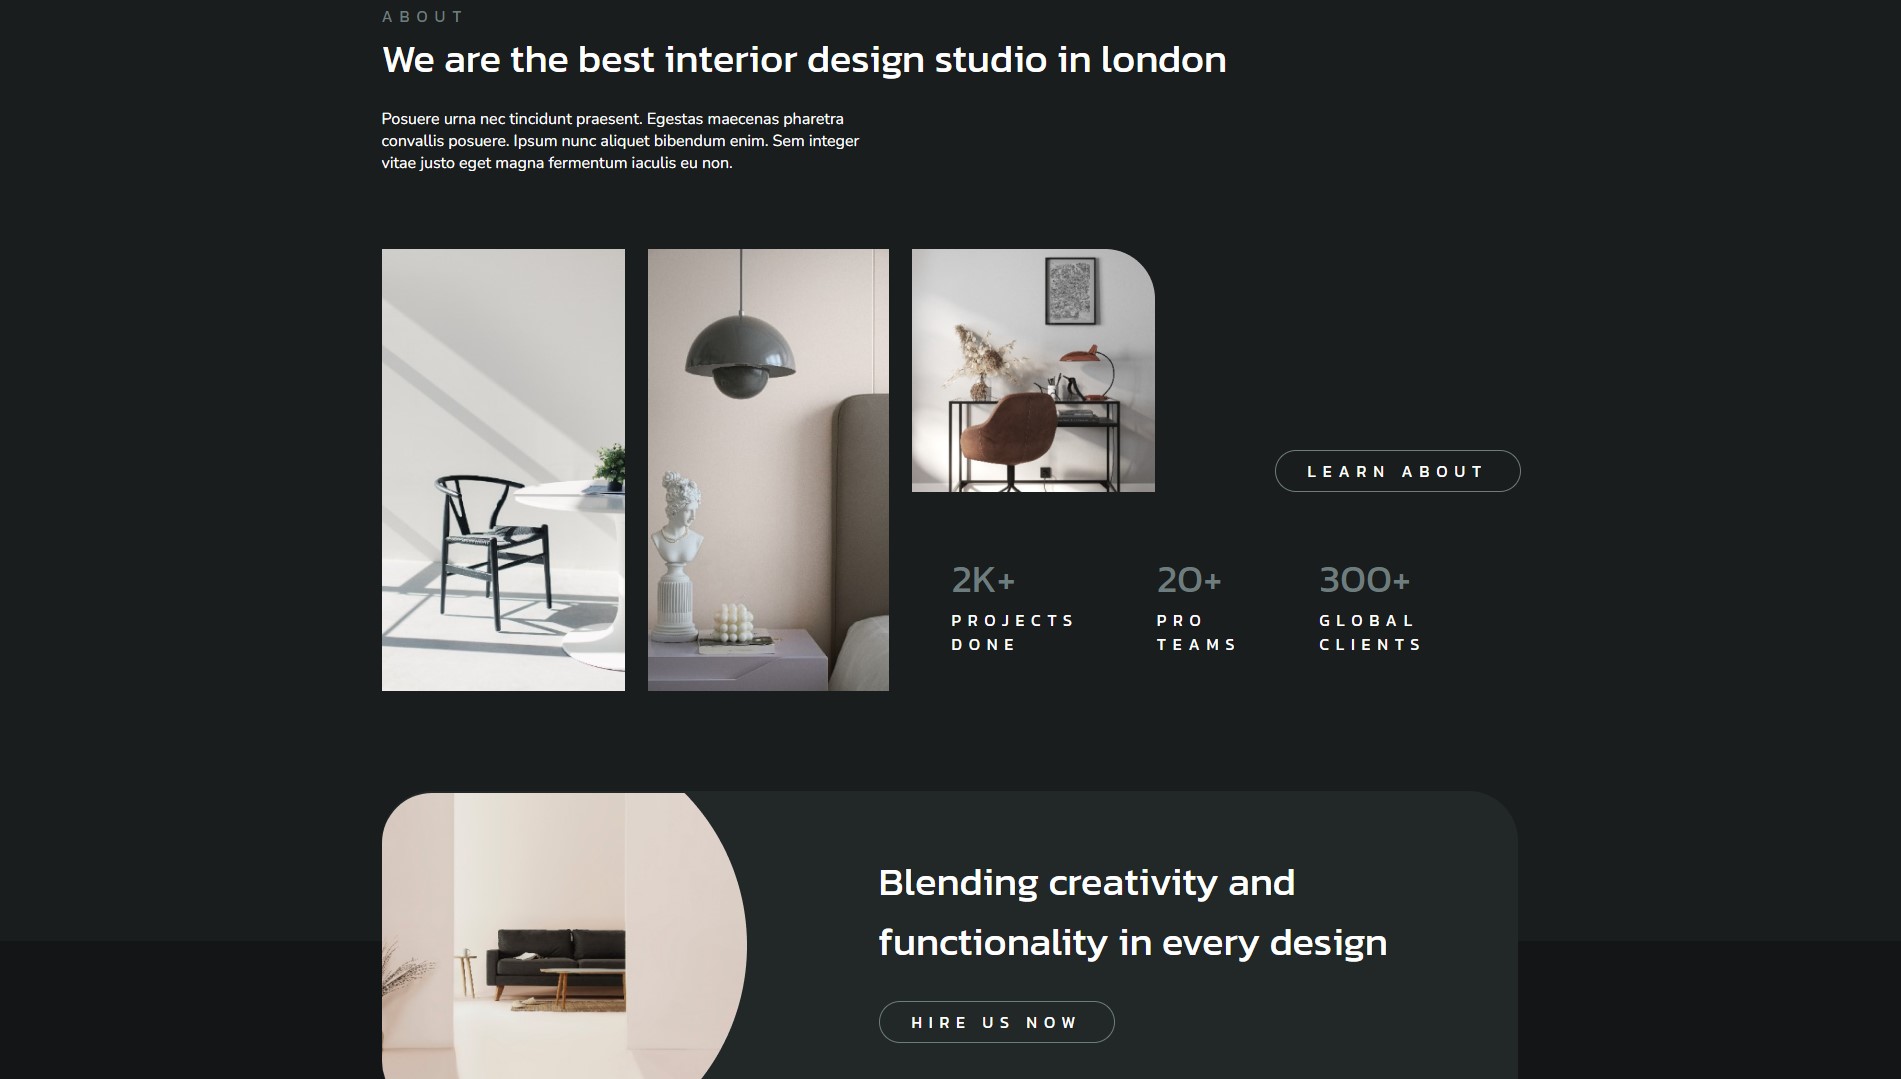 ABOUT
We are the best interior design studio in london
Posuere urna nec tincidunt praesent. Egestas maecenas pharetra
convallis posuere. Ipsum nunc aliquet bibendum enim. Sem integer
vitae justo eget magna fermentum iaculis eu non.
LEARN ABOUT
2K+
PROJECTS
DONE
20+
PRO
TEAMS
300+
GLOBAL
CLIENTS
Blending creativity and
functionality in every design
HIRE US NOW